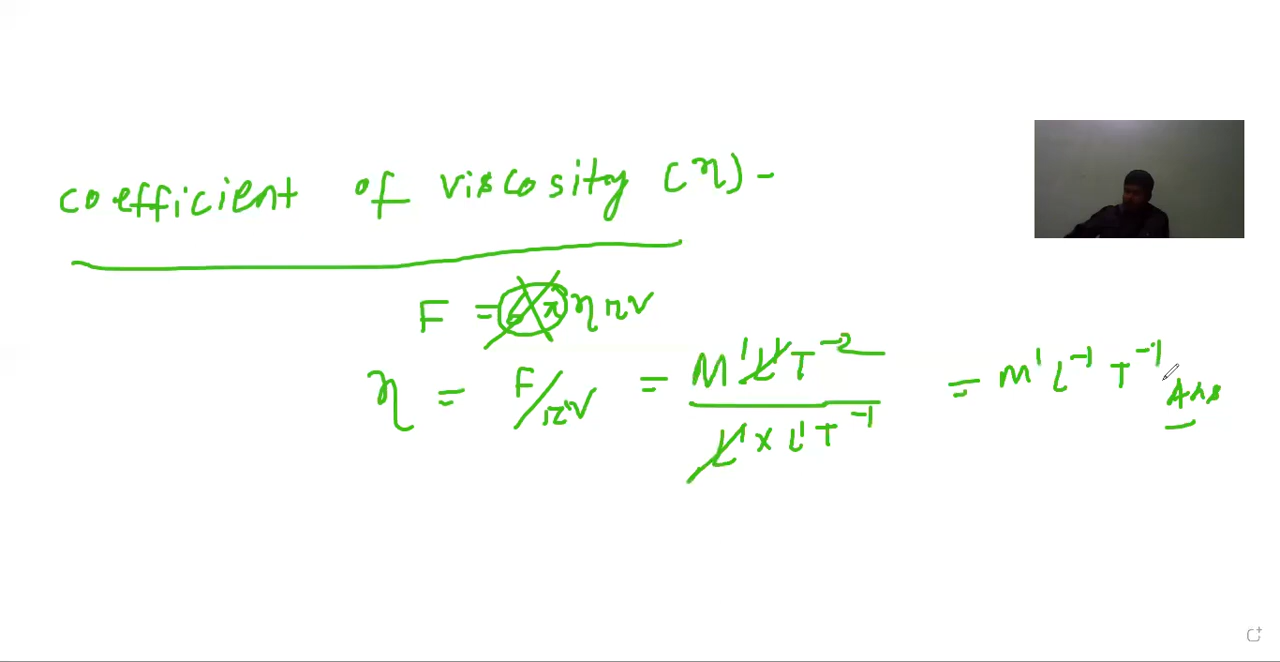 coefficient of viscosity (η) -
F = 6πηrv
η = F/rv = M¹L¹T⁻² / L¹ × L¹T⁻¹ = M¹L⁻¹T⁻¹ Ans